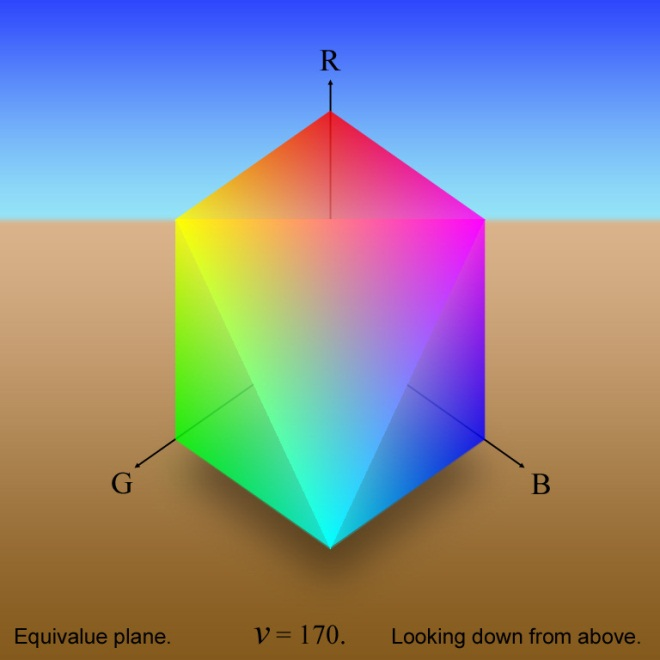 R
G
B
Equivalue plane. v = 170. Looking down from above.